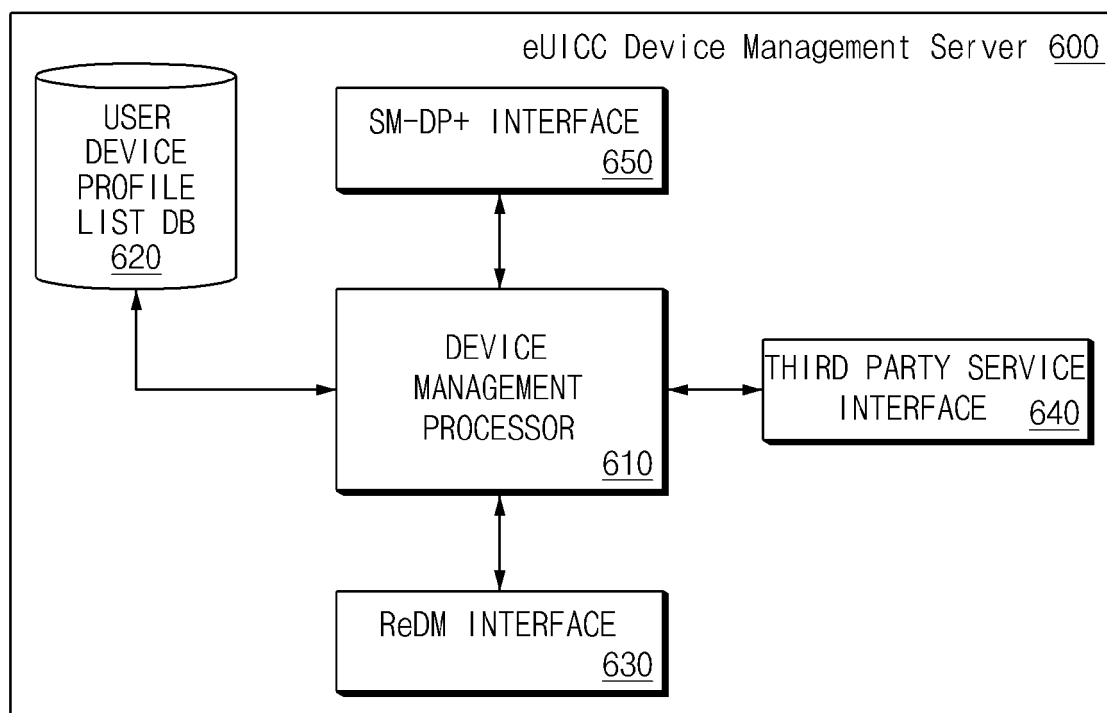 eUICC Device Management Server 600
USER
DEVICE
PROFILE
LIST DB
620
SM-DP+ INTERFACE
650
DEVICE
MANAGEMENT
PROCESSOR
610
THIRD PARTY SERVICE
INTERFACE 640
ReDM INTERFACE
630